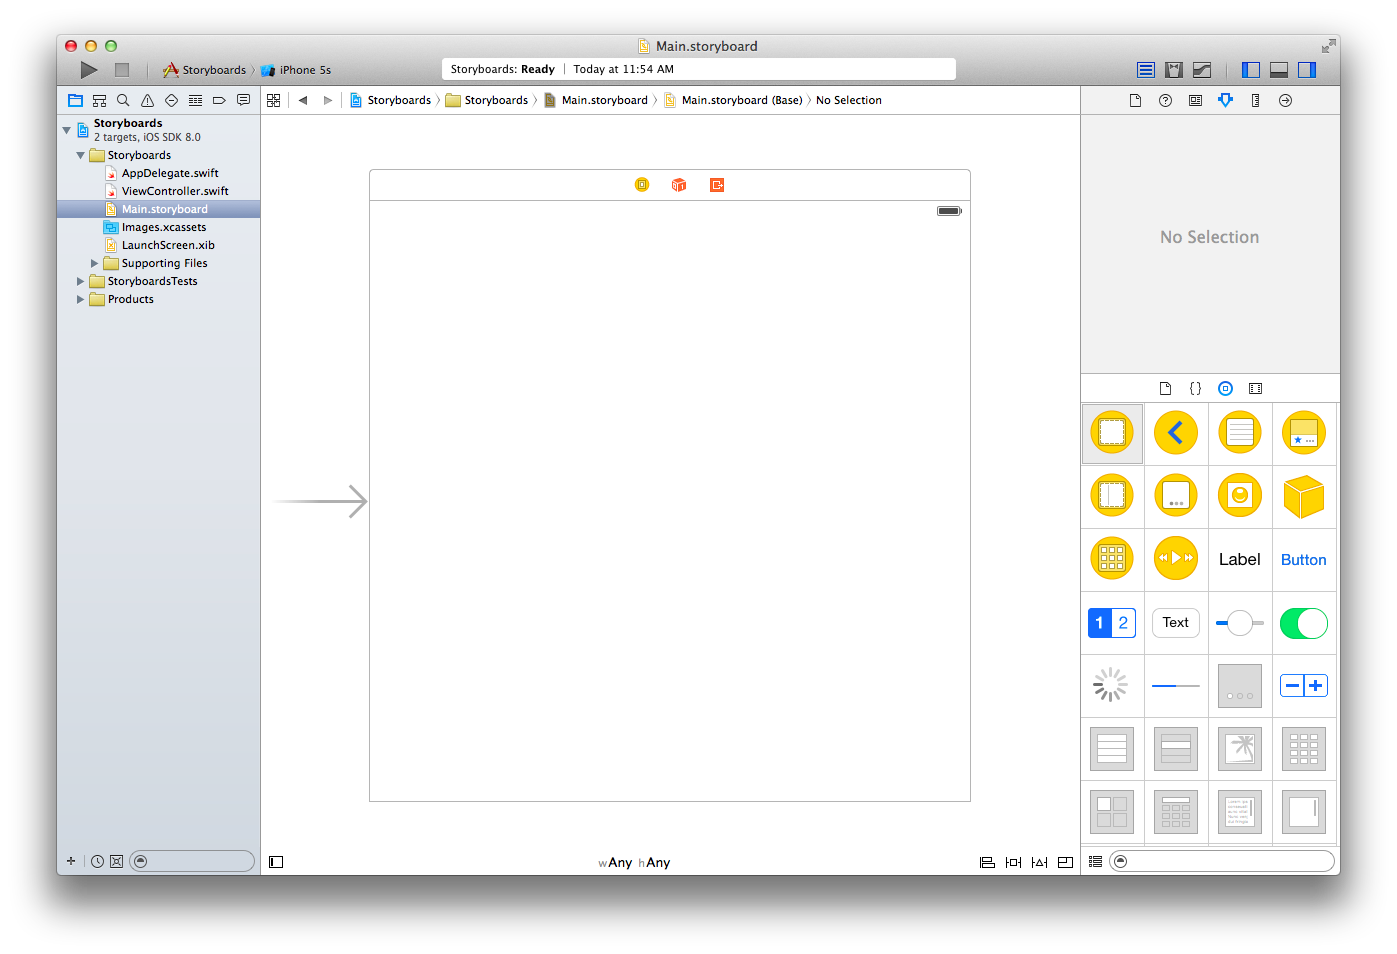 Main.storyboard
Storyboards
iPhone 5s
Storyboards: Ready
Today at 11:54 AM
Storyboards
Storyboards
Main.storyboard
Main.storyboard (Base)
No Selection
Storyboards
2 targets, iOS SDK 8.0
Storyboards
AppDelegate.swift
ViewController.swift
Main.storyboard
Images.xcassets
LaunchScreen.xib
Supporting Files
StoryboardsTests
Products
No Selection
{}
Label
Button
1 2
Text
wAny hAny